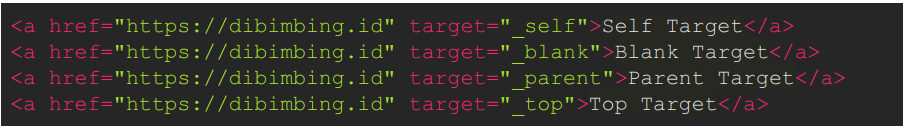 <a href="https://dibimbing.id" target="_self">Self Target</a>
<a href="https://dibimbing.id" target="_blank">Blank Target</a>
<a href="https://dibimbing.id" target="_parent">Parent Target</a>
<a href="https://dibimbing.id" target="_top">Top Target</a>